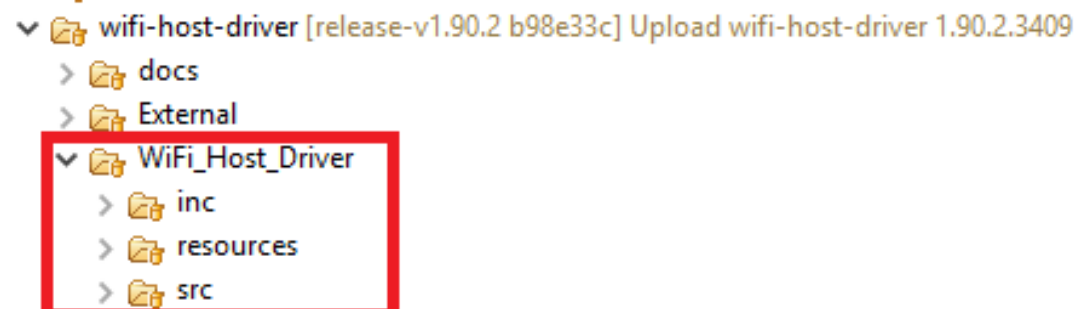 wifi-host-driver [release-v1.90.2 b98e33c] Upload wifi-host-driver 1.90.2.3409
docs
External
WiFi_Host_Driver
inc
resources
src